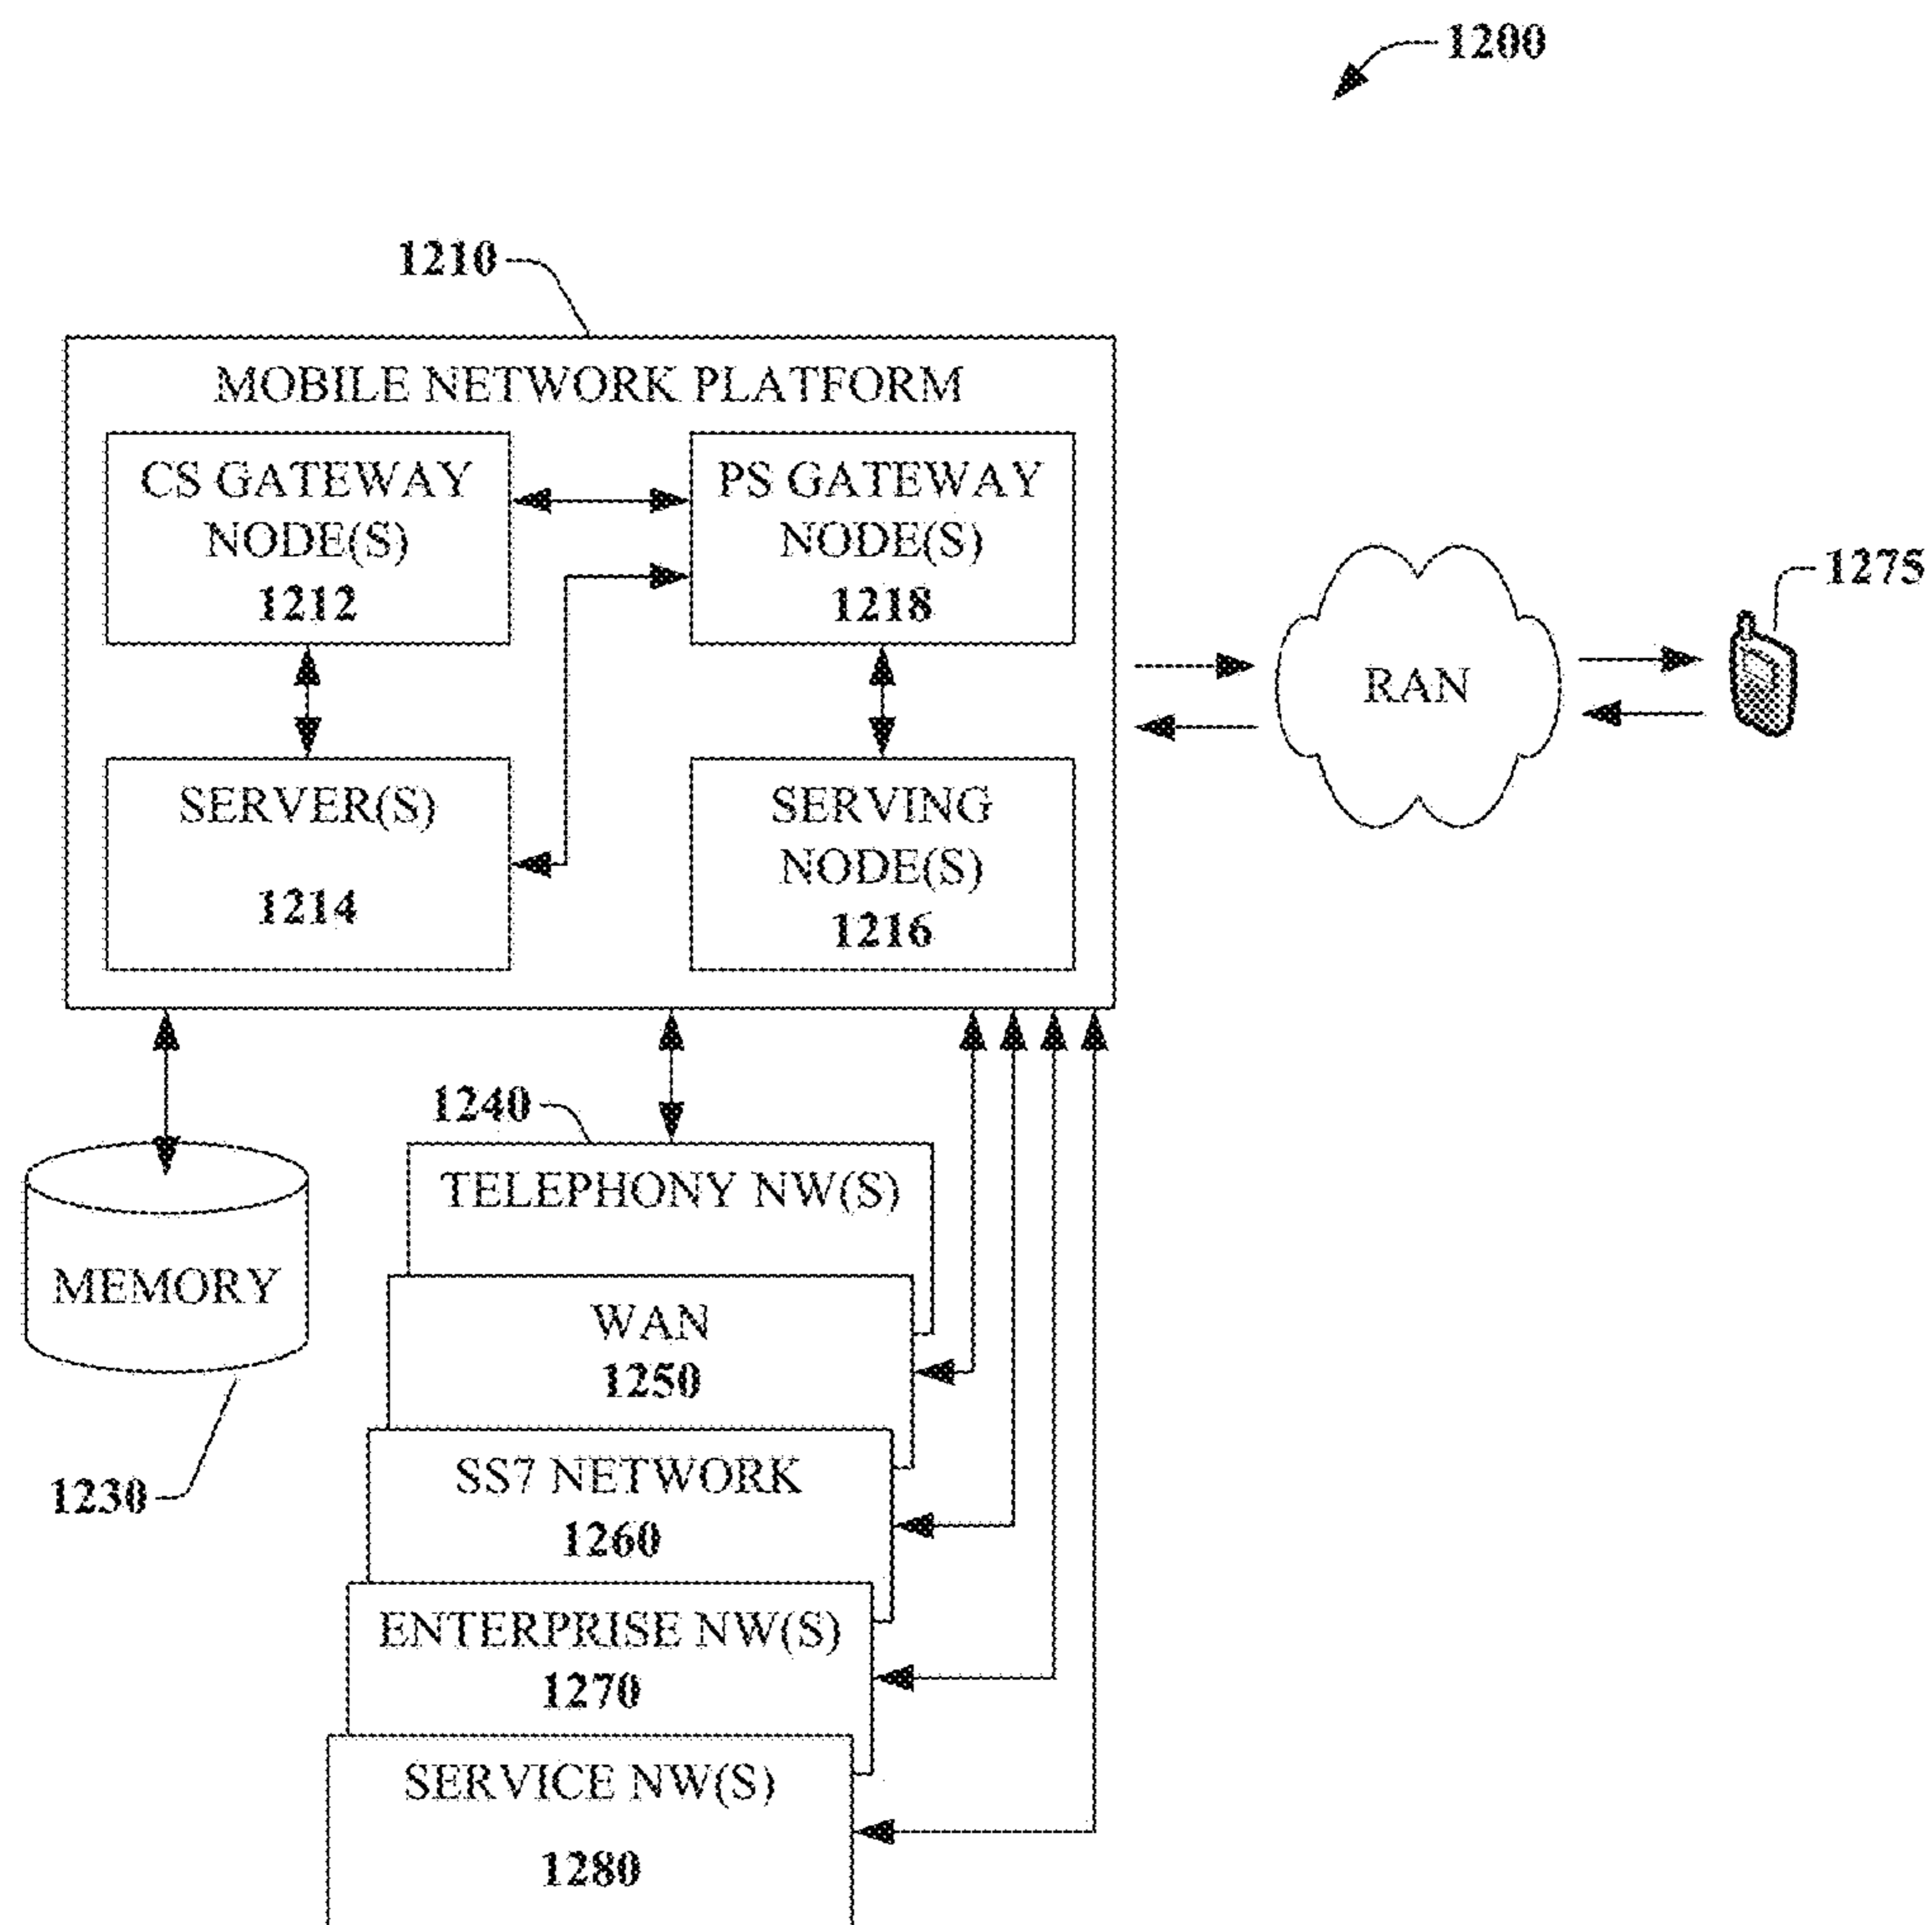 1200
1210
MOBILE NETWORK PLATFORM
CS GATEWAY
NODE(S)
1212
PS GATEWAY
NODE(S)
1218
SERVER(S)
1214
SERVING
NODE(S)
1216
RAN
1275
1240
TELEPHONY NW(S)
MEMORY
1230
WAN
1250
SS7 NETWORK
1260
ENTERPRISE NW(S)
1270
SERVICE NW(S)
1280